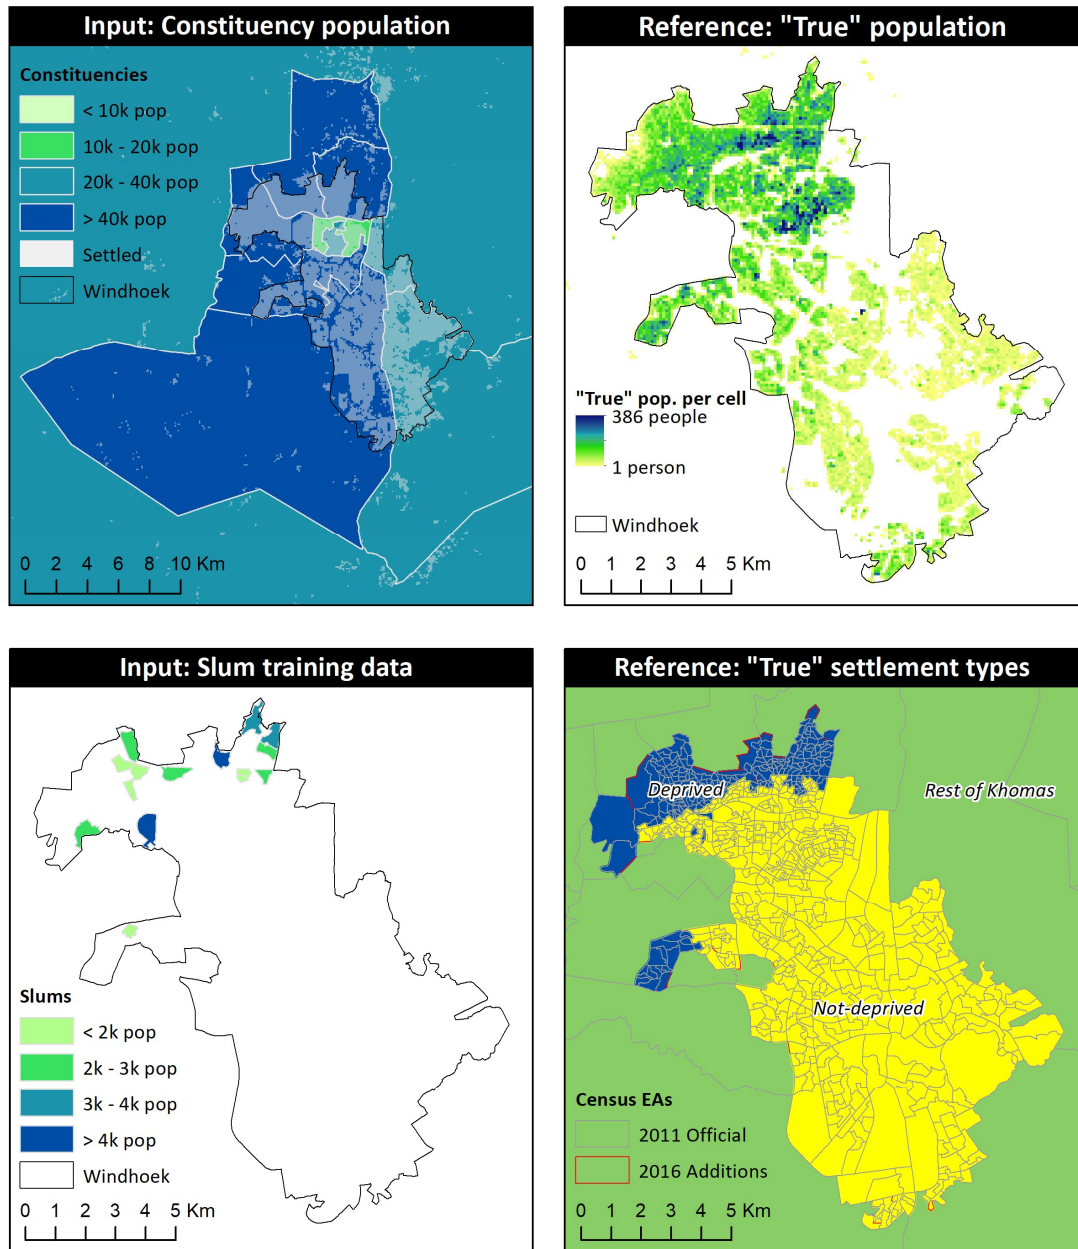 Input: Constituency population
Constituencies
< 10k pop
10k - 20k pop
20k - 40k pop
> 40k pop
Settled
Windhoek
0 2 4 6 8 10 Km
Reference: "True" population
"True" pop. per cell
386 people
1 person
Windhoek
0 1 2 3 4 5 Km
Input: Slum training data
Slums
< 2k pop
2k - 3k pop
3k - 4k pop
> 4k pop
Windhoek
0 1 2 3 4 5 Km
Reference: "True" settlement types
Deprived
Rest of Khomas
Not-deprived
Census EAs
2011 Official
2016 Additions
0 1 2 3 4 5 Km